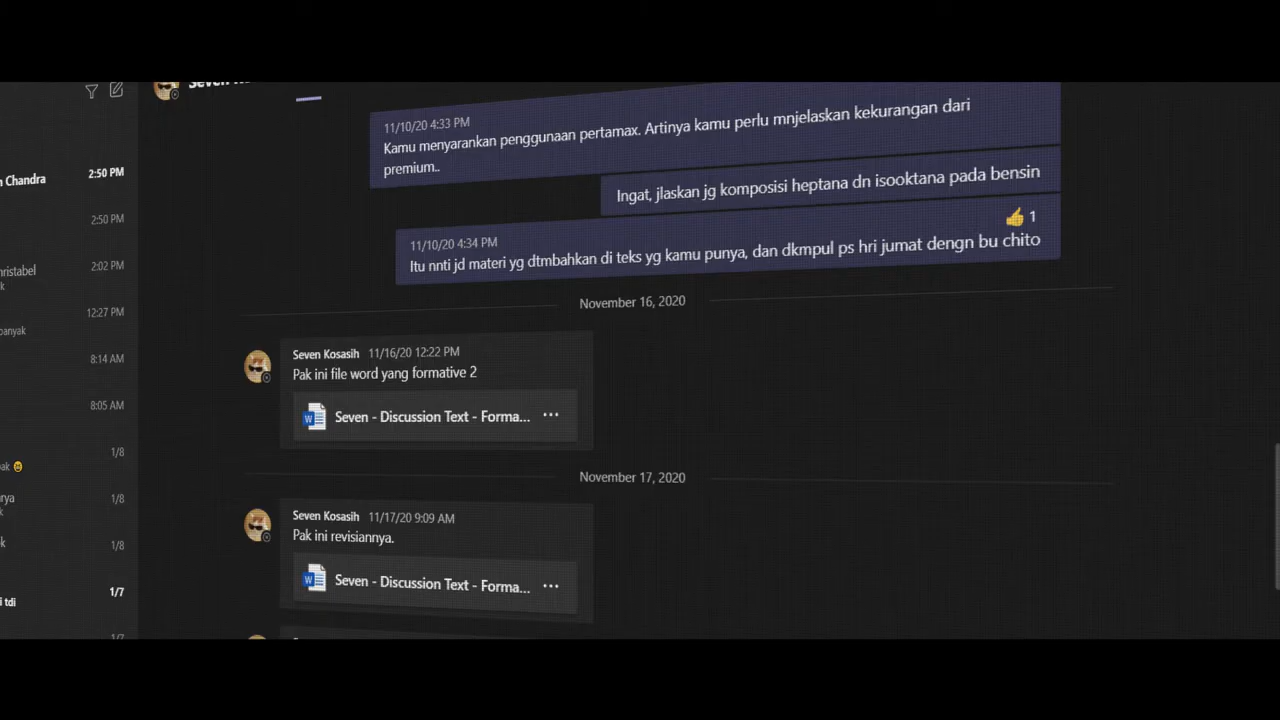 11/10/20 4:33 PM
Kamu menyarankan penggunaan pertamax. Artinya kamu perlu mnjelaskan kekurangan dari
premium..
Ingat, jlaskan jg komposisi heptana dn isooktana pada bensin
👍 1
11/10/20 4:34 PM
Itu nnti jd materi yg dtmbahkan di teks yg kamu punya, dan dkmpul ps hri jumat dengn bu chito
November 16, 2020
Seven Kosasih 11/16/20 12:22 PM
Pak ini file word yang formative 2
Seven - Discussion Text - Forma... ...
November 17, 2020
Seven Kosasih 11/17/20 9:09 AM
Pak ini revisiannya.
Seven - Discussion Text - Forma... ...
Chandra 2:50 PM
2:50 PM
2:02 PM
12:27 PM
8:14 AM
8:05 AM
1/8
1/8
1/8
1/7
i tdi